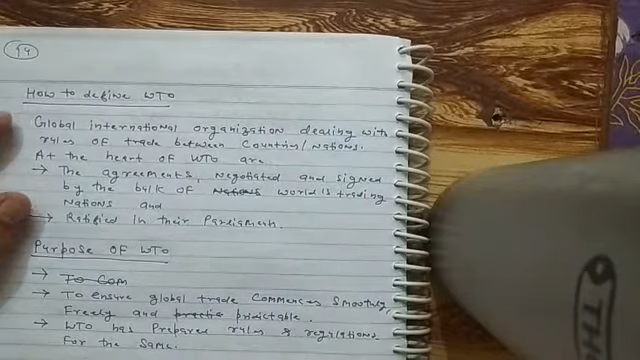 14
How to define WTO
Global international organization dealing with
rules of trade between countries/nations.
At the heart of WTO are
→ The agreements, negotiated and signed
by the bulk of Nations world's trading
Nations and
→ Ratified in their Parliament.
Purpose of WTO
→ To Com
→ To ensure global trade commences smoothly,
Freely and practic pridictable.
→ WTO has Prepared rules & regulations
For the same.
TH